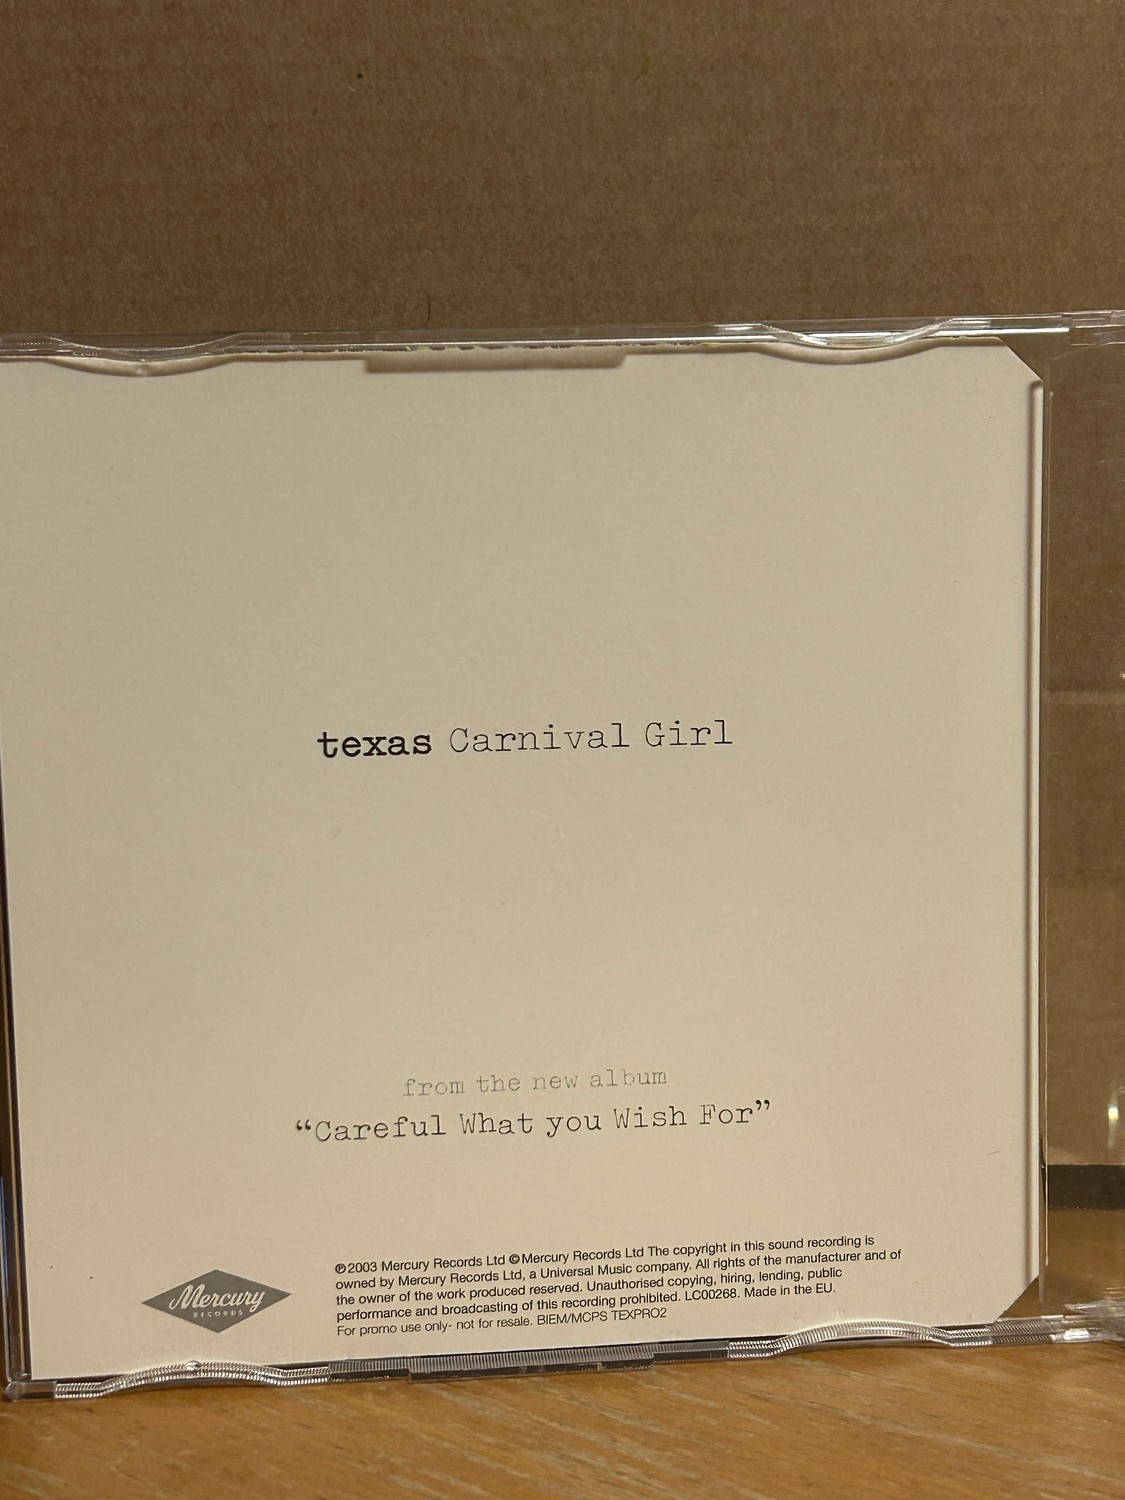 texas Carnival Girl
from the new album
“Careful What you Wish For”
Mercury
RECORDS
℗2003 Mercury Records Ltd ©Mercury Records Ltd The copyright in this sound recording is
owned by Mercury Records Ltd, a Universal Music company. All rights of the manufacturer and of
the owner of the work produced reserved. Unauthorised copying, hiring, lending, public
performance and broadcasting of this recording prohibited. LC00268. Made in the EU.
For promo use only- not for resale. BIEM/MCPS TEXPRO2